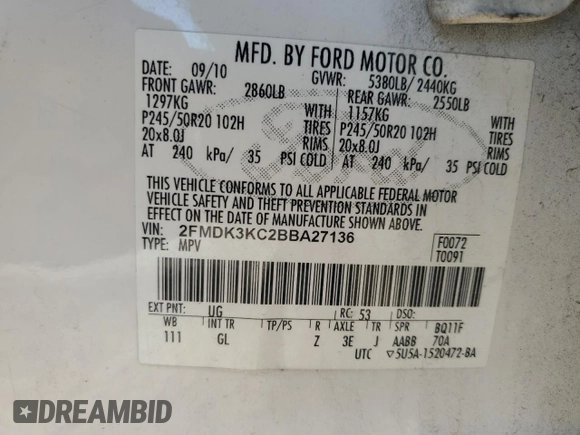 MFD. BY FORD MOTOR CO.
DATE: 09/10 GVWR: 5380LB/ 2440KG
FRONT GAWR: 2860LB REAR GAWR: 2550LB
1297KG WITH 1157KG WITH
P245/50R20 102H TIRES P245/50R20 102H TIRES
20x8.0J RIMS 20x8.0J RIMS
AT 240 kPa/ 35 PSI COLD AT 240 kPa/ 35 PSI COLD
THIS VEHICLE CONFORMS TO ALL APPLICABLE FEDERAL MOTOR
VEHICLE SAFETY AND THEFT PREVENTION STANDARDS IN
EFFECT ON THE DATE OF MANUFACTURE SHOWN ABOVE.
VIN: 2FMDK3KC2BBA27136 F0072
TYPE: MPV T0091
EXT PNT: UG RC: 53 DSO:
WB INT TR TP/PS R AXLE TR SPR BQ11F
111 GL Z 3E J AABB 70A
UTC 5U5A-1520472-BA
DREAMBID